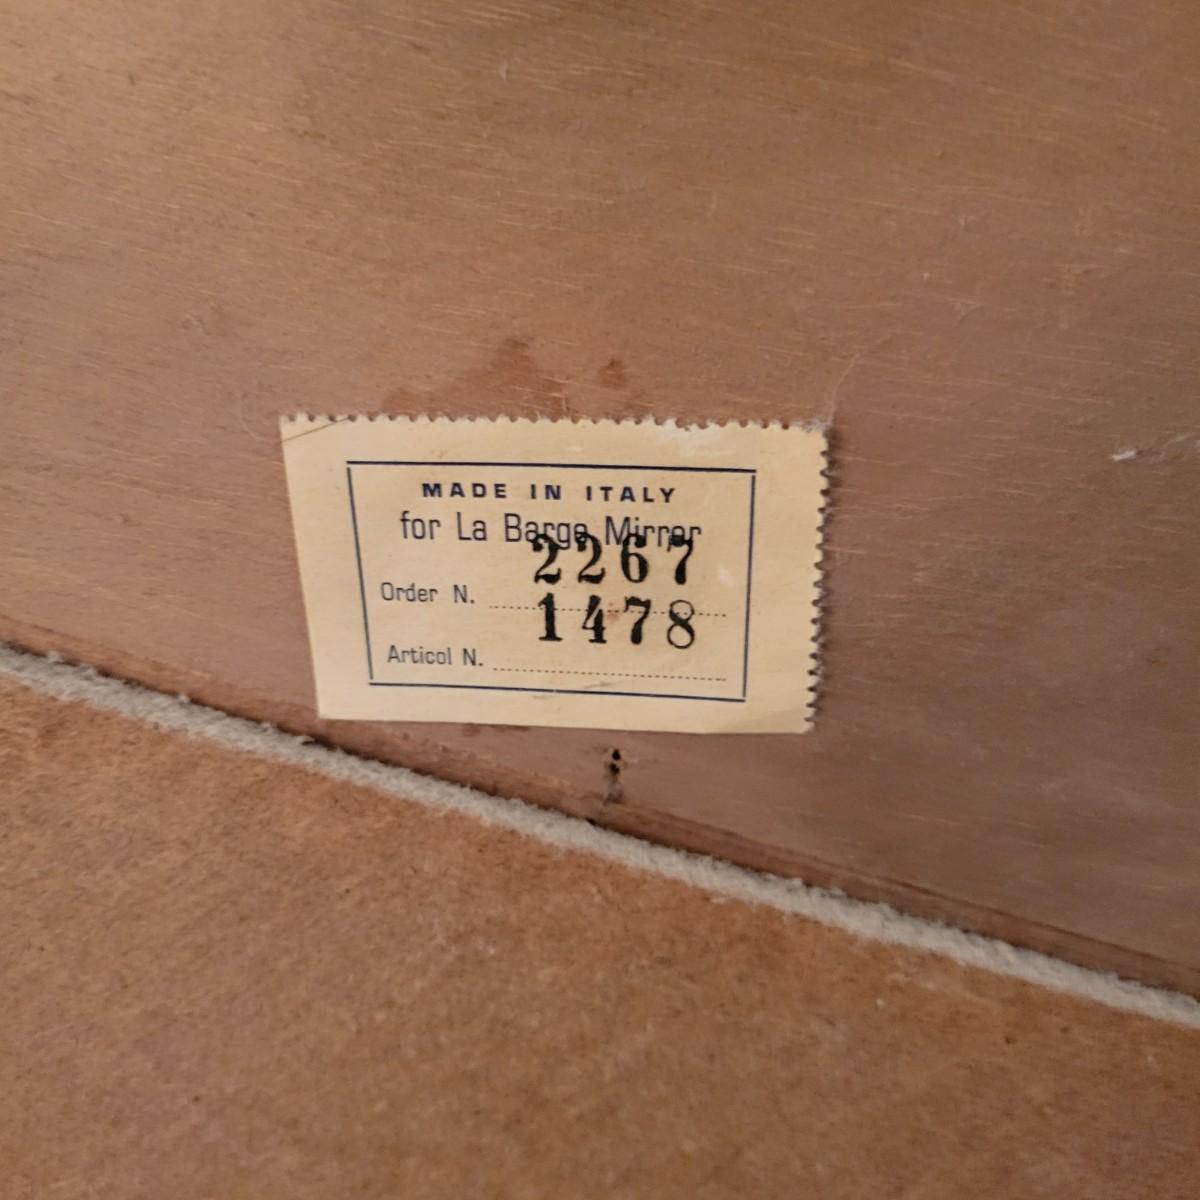 MADE IN ITALY
for La Barge Mirror
2267
Order N.
1478
Articol N.